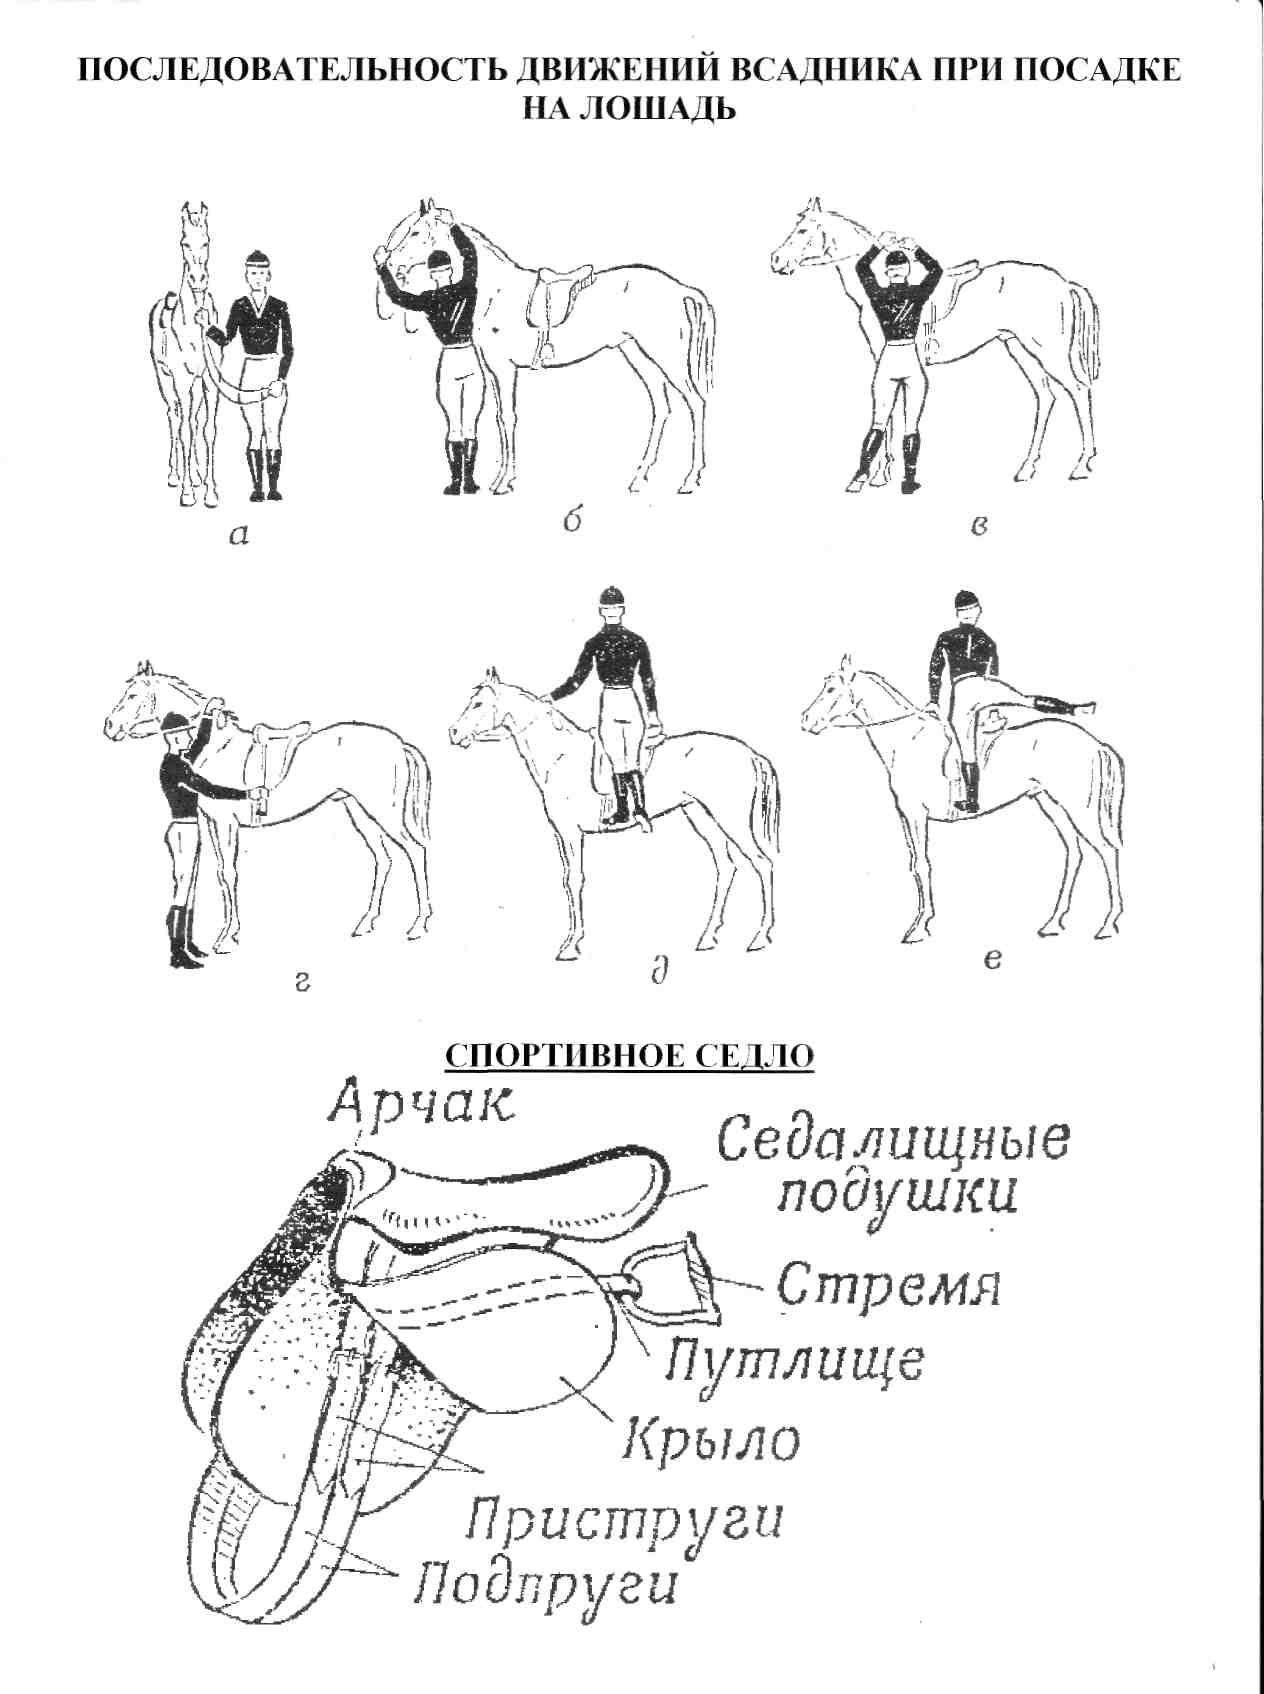 ПОСЛЕДОВАТЕЛЬНОСТЬ ДВИЖЕНИЙ ВСАДНИКА ПРИ ПОСАДКЕ
НА ЛОШАДЬ
а
б
в
г
д
е
СПОРТИВНОЕ СЕДЛО
Арчак
Седалищные
подушки
Стремя
Путлище
Крыло
Приструги
Подпруги